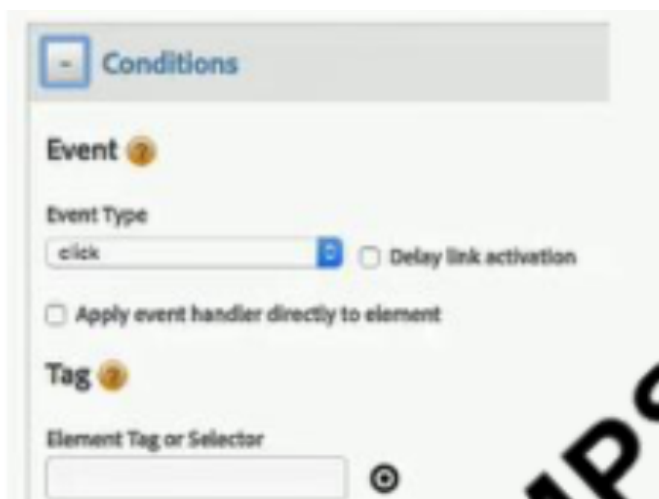 - Conditions
Event ?
Event Type
click Delay link activation
Apply event handler directly to element
Tag ?
Element Tag or Selector
MPS